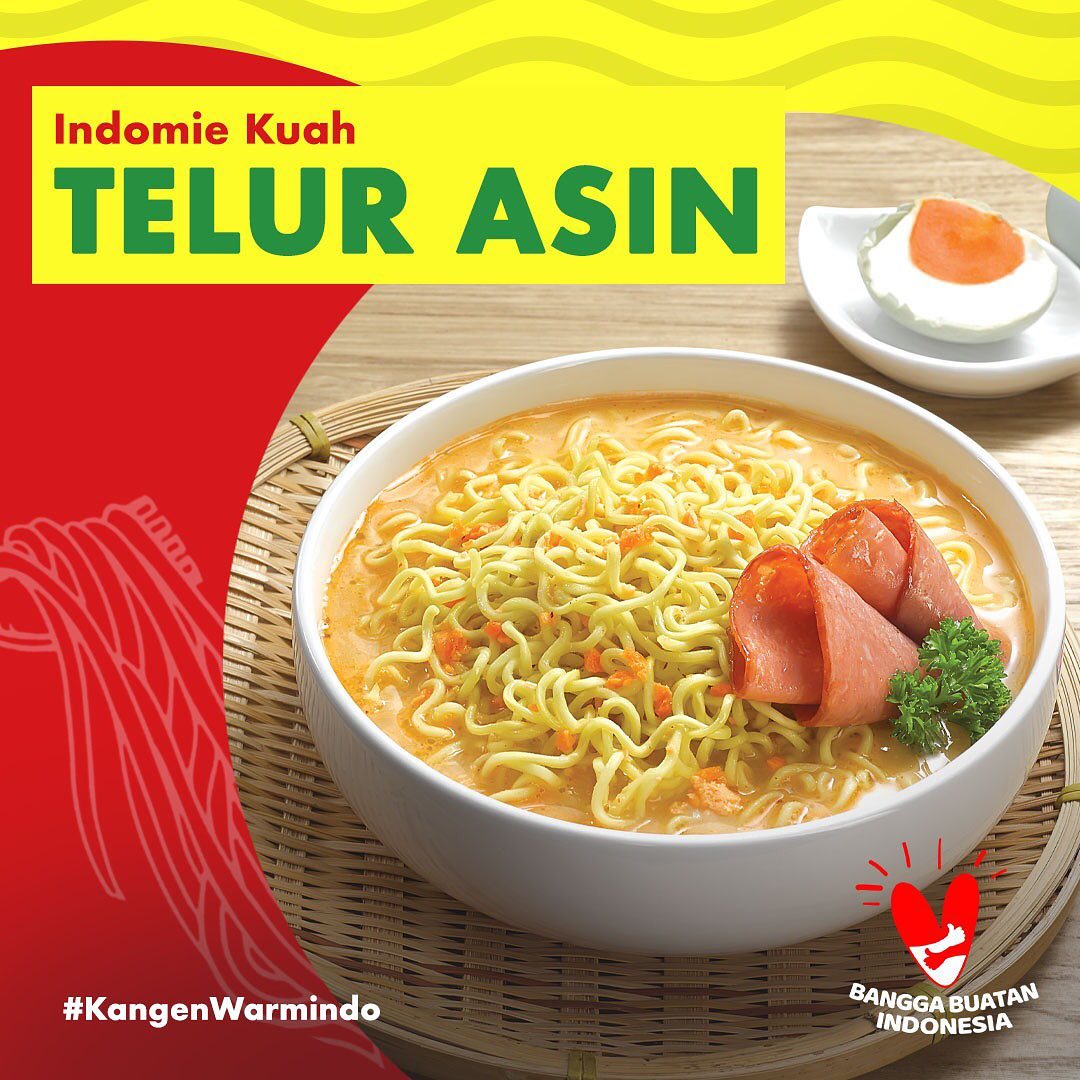 Indomie Kuah
TELUR ASIN
#KangenWarmindo
BANGGA BUATAN
INDONESIA